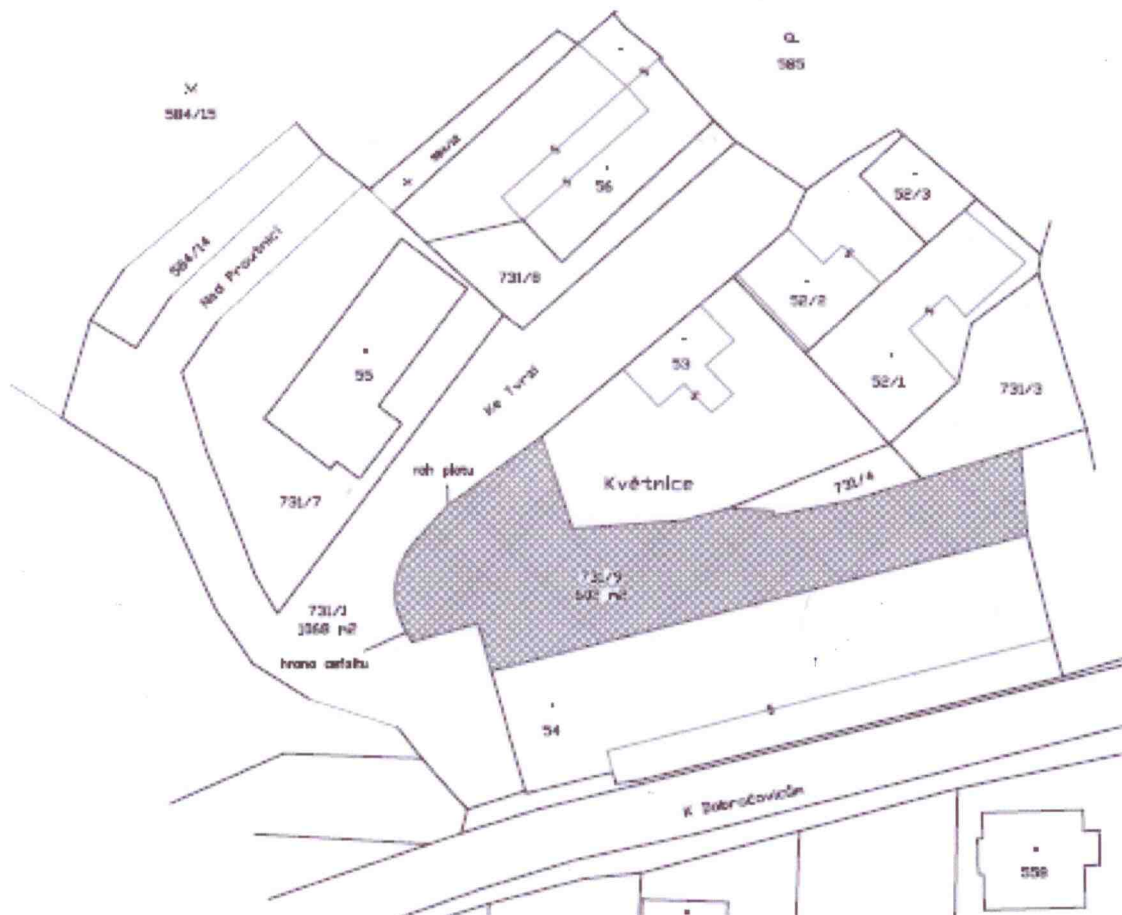 584/15
585
584/14
Nad Proutnicí
56
731/8
52/3
52/2
53
55
52/1
731/3
Ke Tvrzi
roh plotu
Květnice
731/4
731/7
731/9
731/1
1068 m2
hrana asfaltu
54
K Dobročovicům
558